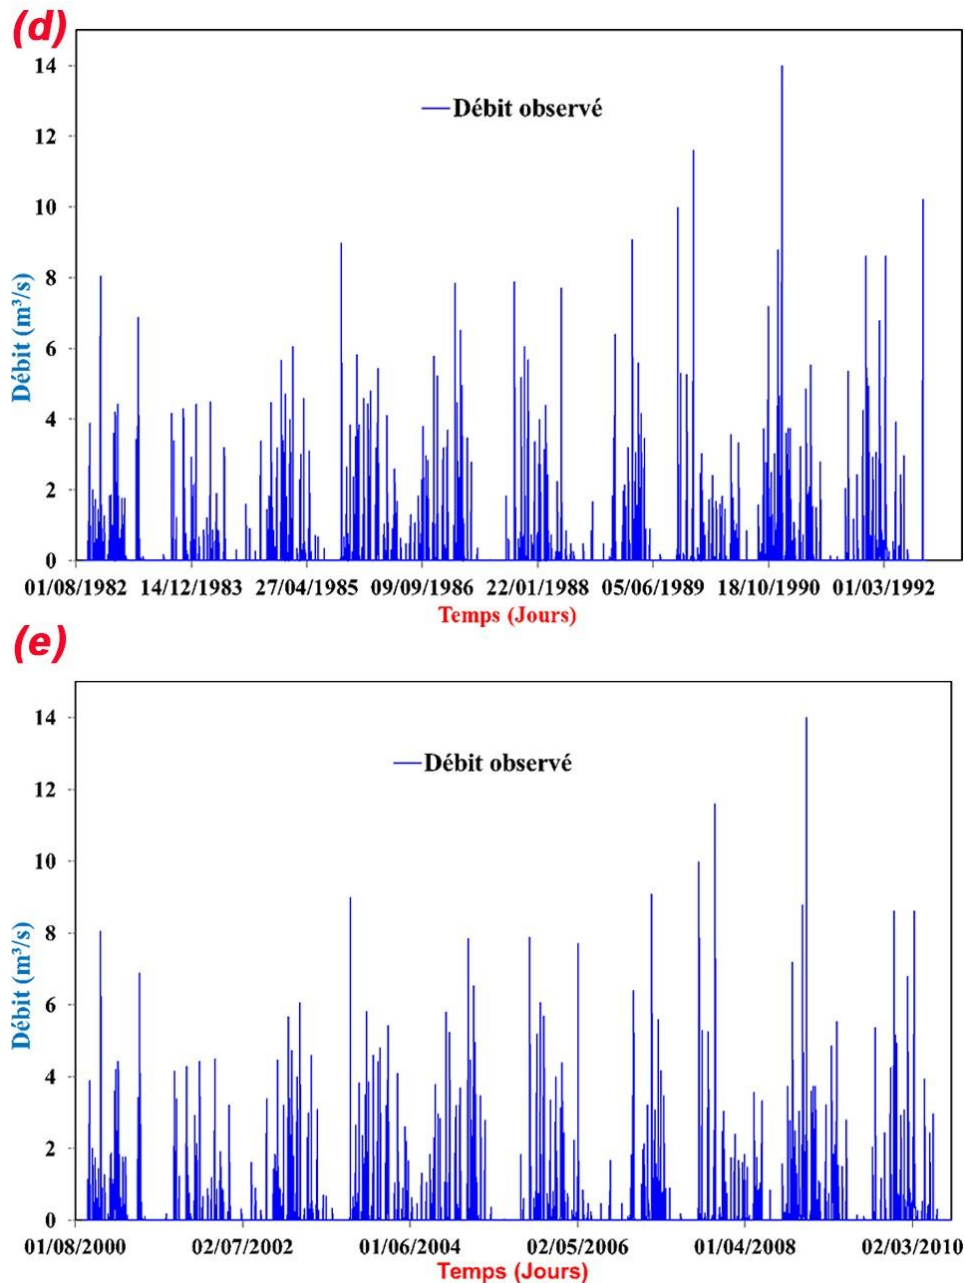 (d)
14
12
10
8
6
4
2
0
Débit (m³/s)
Débit observé
01/08/1982 14/12/1983 27/04/1985 09/09/1986 22/01/1988 05/06/1989 18/10/1990 01/03/1992
Temps (Jours)
(e)
14
12
10
8
6
4
2
0
Débit (m³/s)
Débit observé
01/08/2000 02/07/2002 01/06/2004 02/05/2006 01/04/2008 02/03/2010
Temps (Jours)